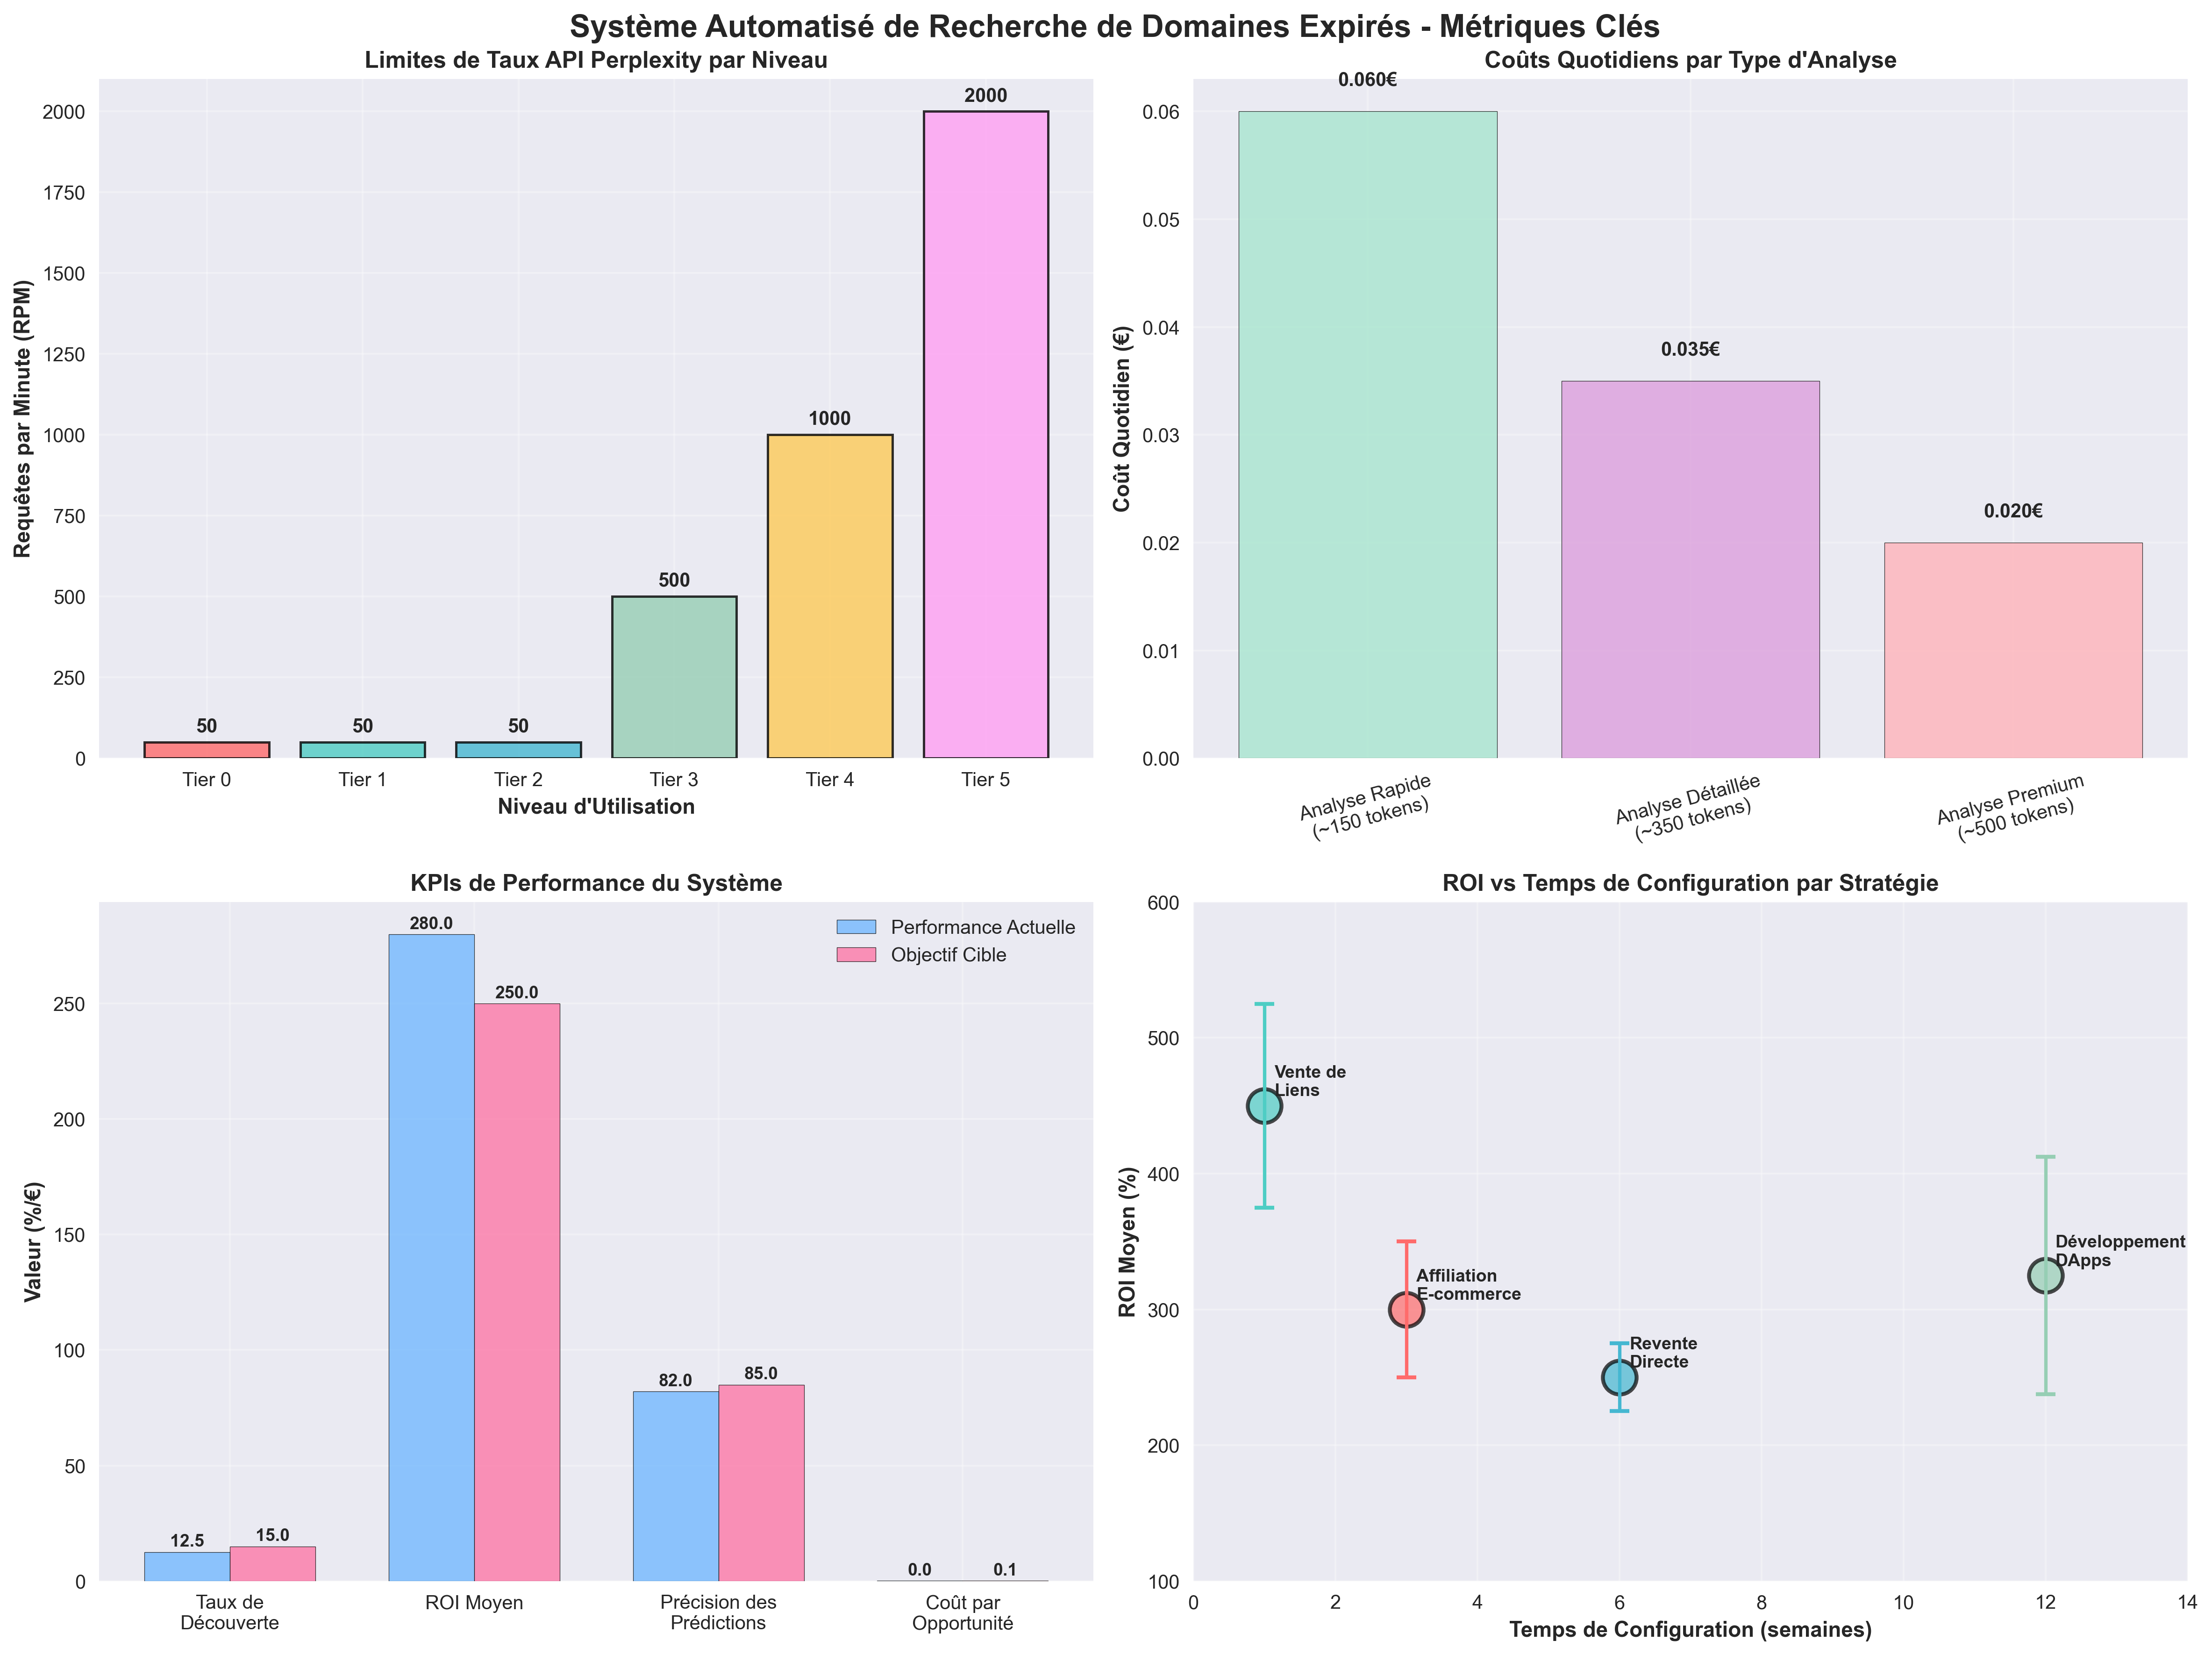 Système Automatisé de Recherche de Domaines Expirés - Métriques Clés
Limites de Taux API Perplexity par Niveau
Requêtes par Minute (RPM)
2000
1750
1500
1250
1000
750
500
250
0
50
50
50
500
1000
2000
Tier 0
Tier 1
Tier 2
Tier 3
Tier 4
Tier 5
Niveau d'Utilisation
Coûts Quotidiens par Type d'Analyse
Coût Quotidien (€)
0.06
0.05
0.04
0.03
0.02
0.01
0.00
0.060€
0.035€
0.020€
Analyse Rapide
(~150 tokens)
Analyse Détaillée
(~350 tokens)
Analyse Premium
(~500 tokens)
KPIs de Performance du Système
Performance Actuelle
Objectif Cible
Valeur (%/€)
250
200
150
100
50
0
12.5
15.0
280.0
250.0
82.0
85.0
0.0
0.1
Taux de
Découverte
ROI Moyen
Précision des
Prédictions
Coût par
Opportunité
ROI vs Temps de Configuration par Stratégie
ROI Moyen (%)
600
500
400
300
200
100
Vente de
Liens
Affiliation
E-commerce
Revente
Directe
Développement
DApps
0
2
4
6
8
10
12
14
Temps de Configuration (semaines)